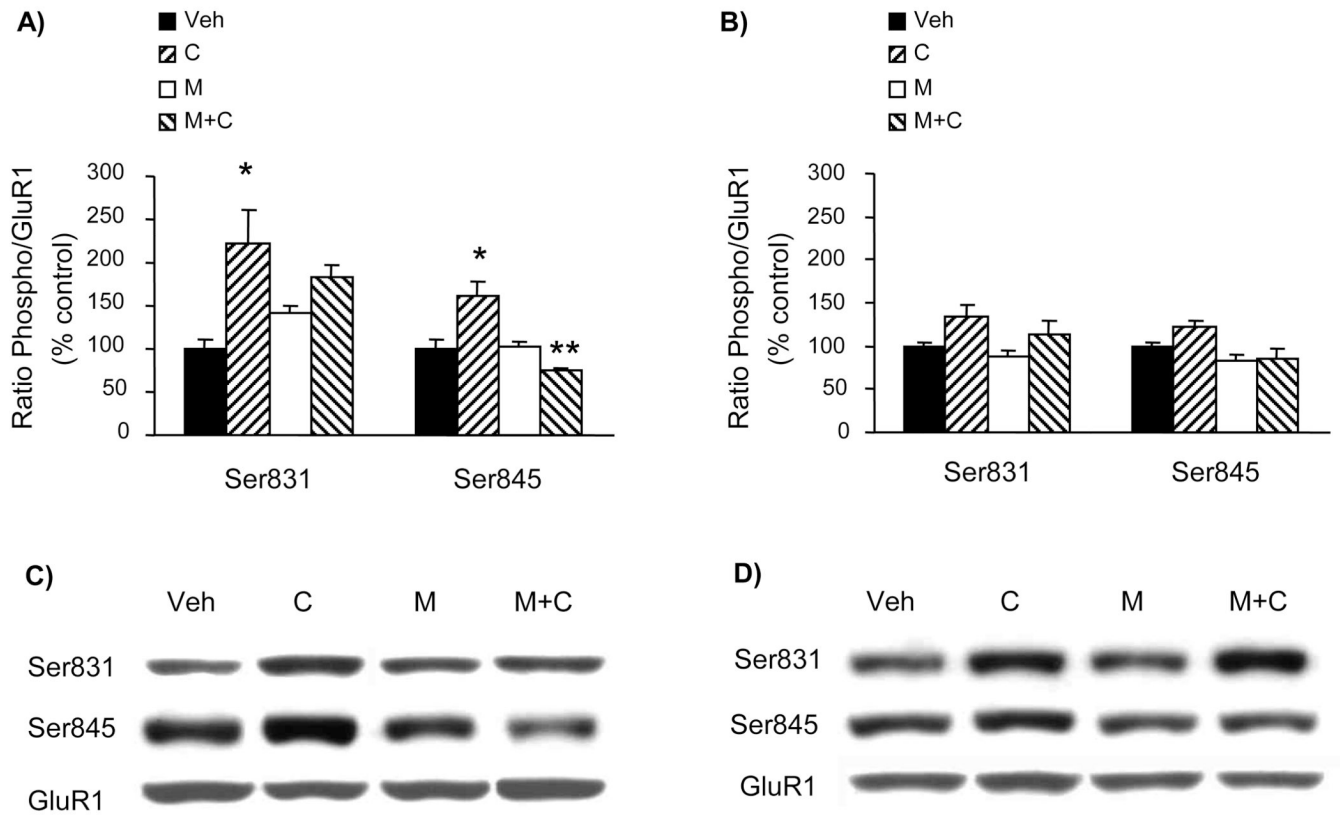 A)
Veh
C
M
M+C
Ratio Phospho/GluR1
(% control)
300
250
200
150
100
50
0
*
*
**
Ser831
Ser845
B)
Veh
C
M
M+C
Ratio Phospho/GluR1
(% control)
300
250
200
150
100
50
0
Ser831
Ser845
C)
Veh C M M+C
Ser831
Ser845
GluR1
D)
Veh C M M+C
Ser831
Ser845
GluR1